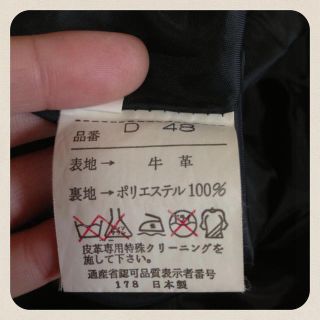 品番 D 48
表地→ 牛革
裏地→ポリエステル100%
皮革専用特殊クリーニングを
施して下さい。
通産省認可品質表示者番号
178 日本製